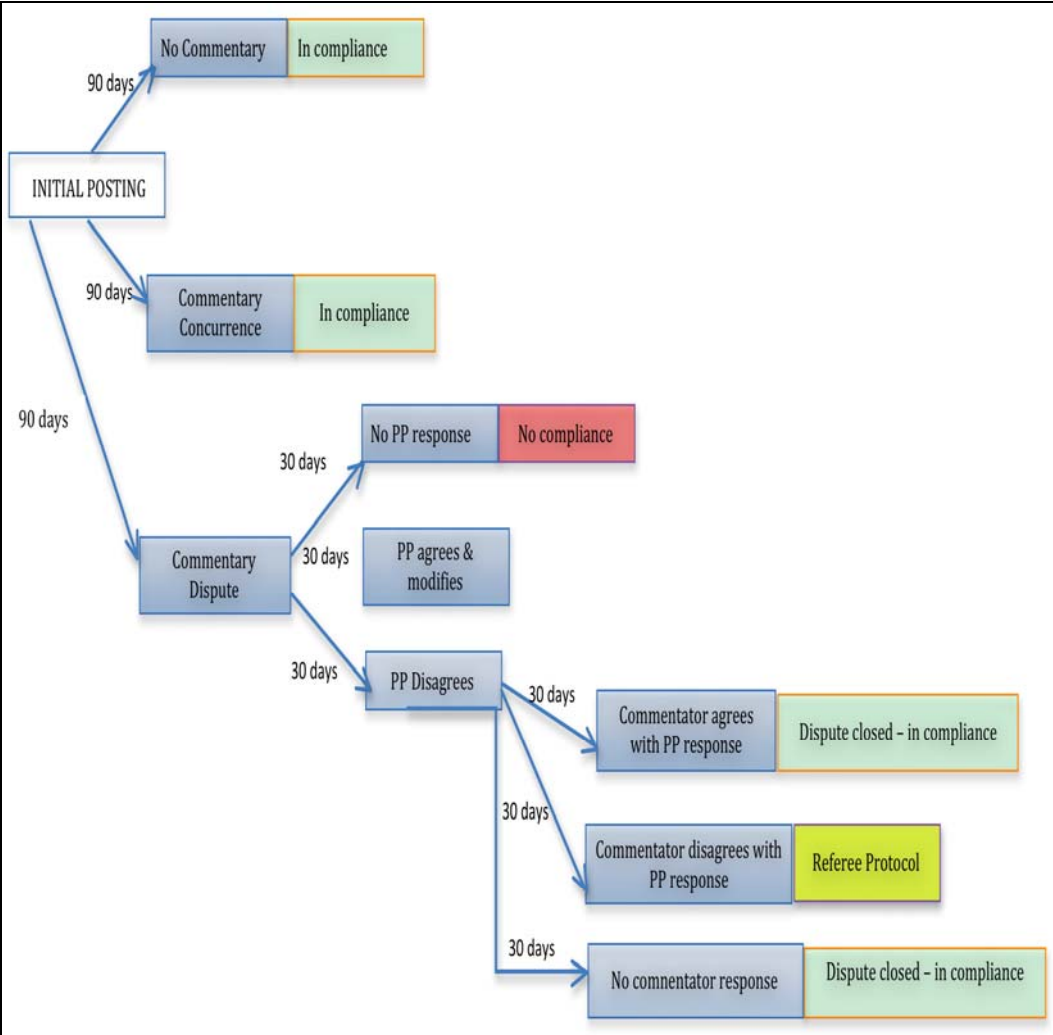 No Commentary
In compliance
90 days
INITIAL POSTING
90 days
Commentary
Concurrence
In compliance
90 days
No PP response
No compliance
30 days
Commentary
Dispute
30 days
PP agrees &
modifies
30 days
PP Disagrees
30 days
Commentator agrees
with PP response
Dispute closed – in compliance
30 days
Commentator disagrees with
PP response
Referee Protocol
30 days
No comnentator response
Dispute closed – in compliance